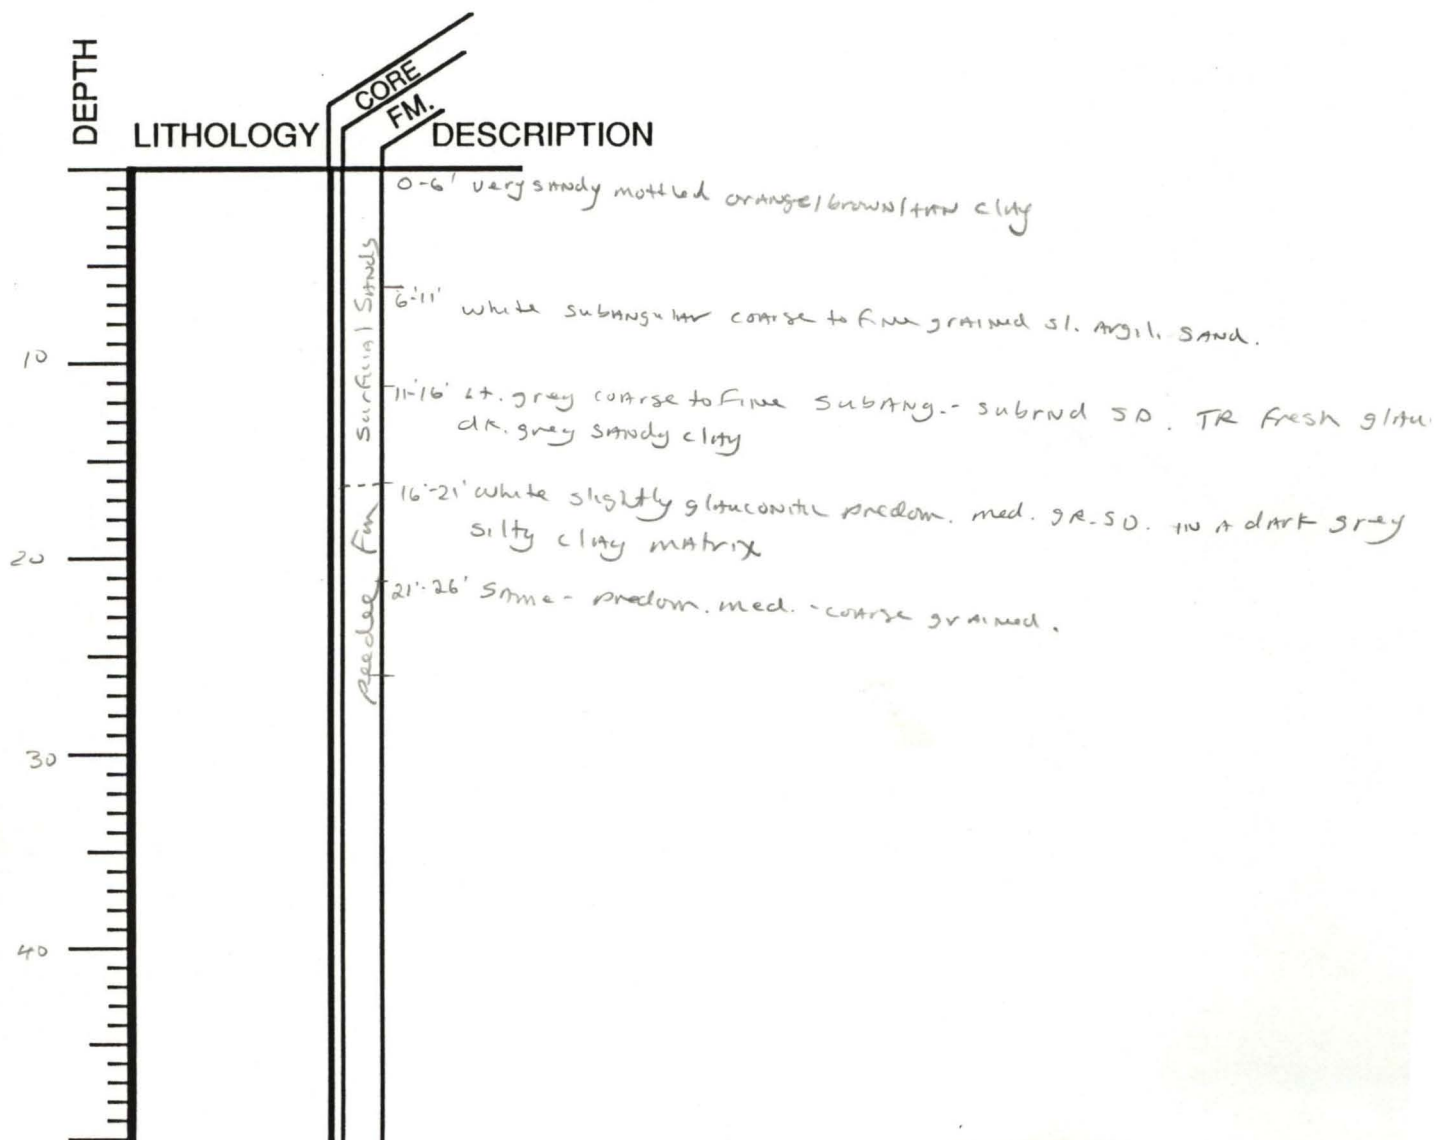 DEPTH
LITHOLOGY
CORE
FM.
DESCRIPTION
0-6' very sandy mottled orange/brown/tan clay
Surficial Sands
6-11' white subangular coarse to fine grained sl. Argil. SAND.
10
11-16' Lt. grey coarse to fine subang.- subrnd SD. TR fresh glau
dk. grey sandy clay
16'-21' white slightly glauconitic predom. med. gr. SD. in a dark grey
silty clay matrix
20
Peedee Fm
21'-26' Same - predom. med. - coarse grained.
30
40